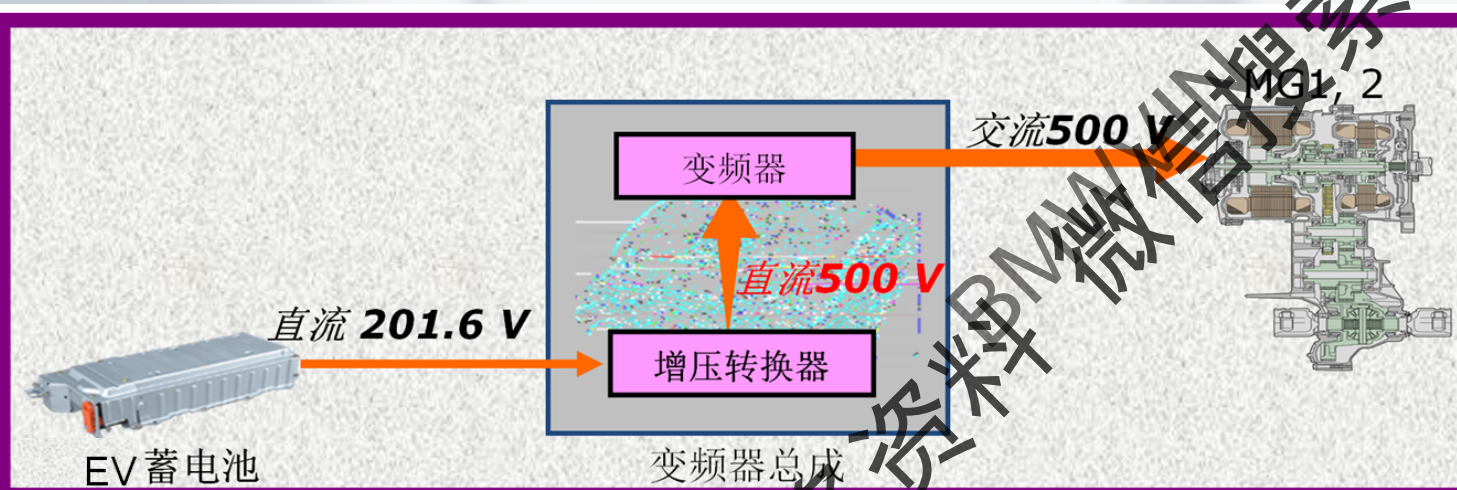 MG1, 2
交流500 V
变频器
直流500 V
直流 201.6 V
增压转换器
EV蓄电池
变频器总成
资料 BMWVIN 微信搜索